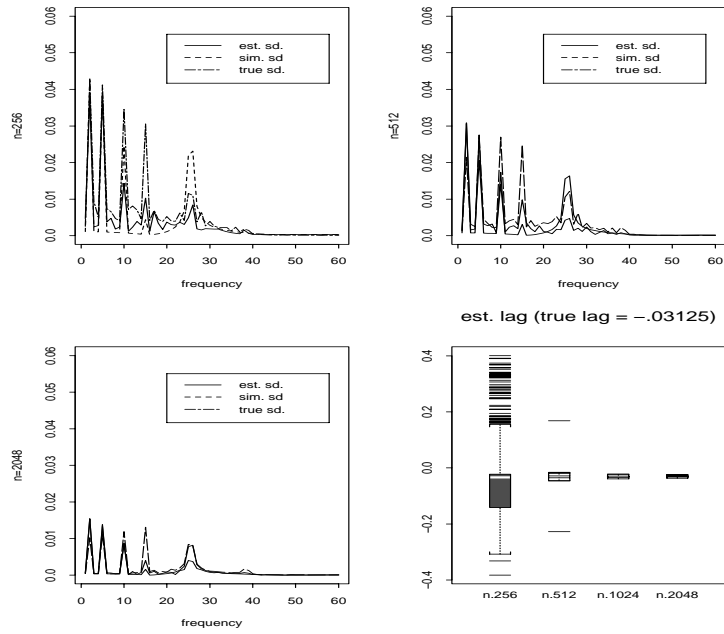 0.06
0.05
0.04
0.03
0.02
0.01
0.0
n=256
est. sd.
sim. sd
true sd.
0 10 20 30 40 50 60
frequency
0.06
0.05
0.04
0.03
0.02
0.01
0.0
n=512
est. sd.
sim. sd
true sd.
0 10 20 30 40 50 60
frequency
0.06
0.05
0.04
0.03
0.02
0.01
0.0
n=2048
est. sd.
sim. sd
true sd.
0 10 20 30 40 50 60
frequency
est. lag (true lag = −.03125)
0.4
0.2
0.0
−0.2
−0.4
n.256 n.512 n.1024 n.2048